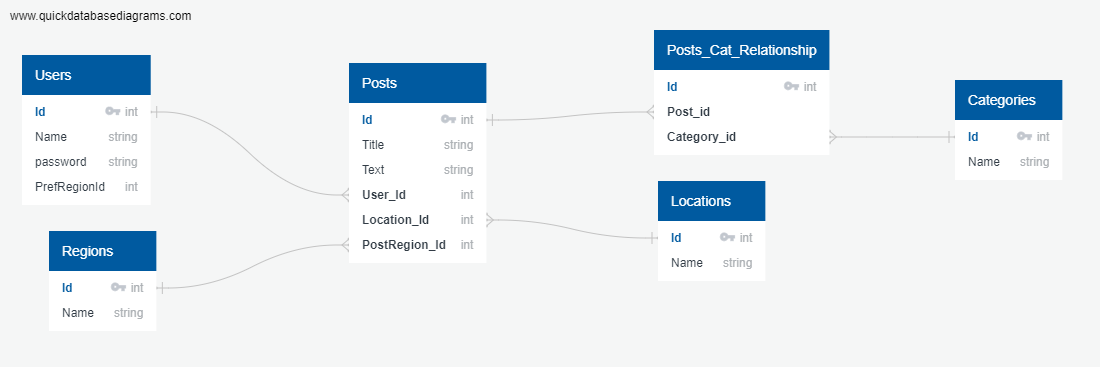 www.quickdatabasediagrams.com
Users
Id int
Name string
password string
PrefRegionId int
Regions
Id int
Name string
Posts
Id int
Title string
Text string
User_Id int
Location_Id int
PostRegion_Id int
Posts_Cat_Relationship
Id int
Post_id
Category_id
Locations
Id int
Name string
Categories
Id int
Name string